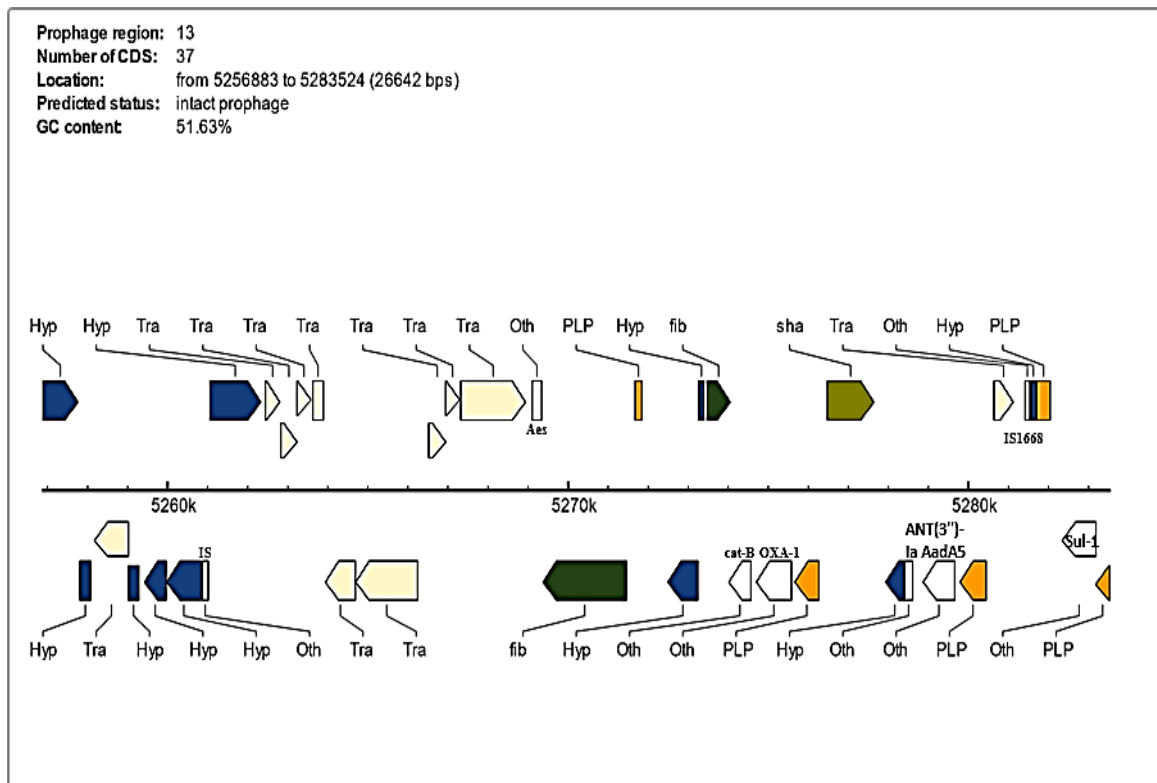 Prophage region: 13
Number of CDS: 37
Location: from 5256883 to 5283524 (26642 bps)
Predicted status: intact prophage
GC content: 51.63%
Hyp Hyp Tra Tra Tra Tra Tra Tra Tra Oth PLP Hyp fib sha Tra Oth Hyp PLP
Aes IS1668
5260k 5270k 5280k
IS cat-B OXA-1 ANT(3")- Sul-1
Ia AadA5
Hyp Tra Hyp Hyp Hyp Oth Tra Tra fib Hyp Oth Oth PLP Hyp Oth Oth PLP Oth PLP